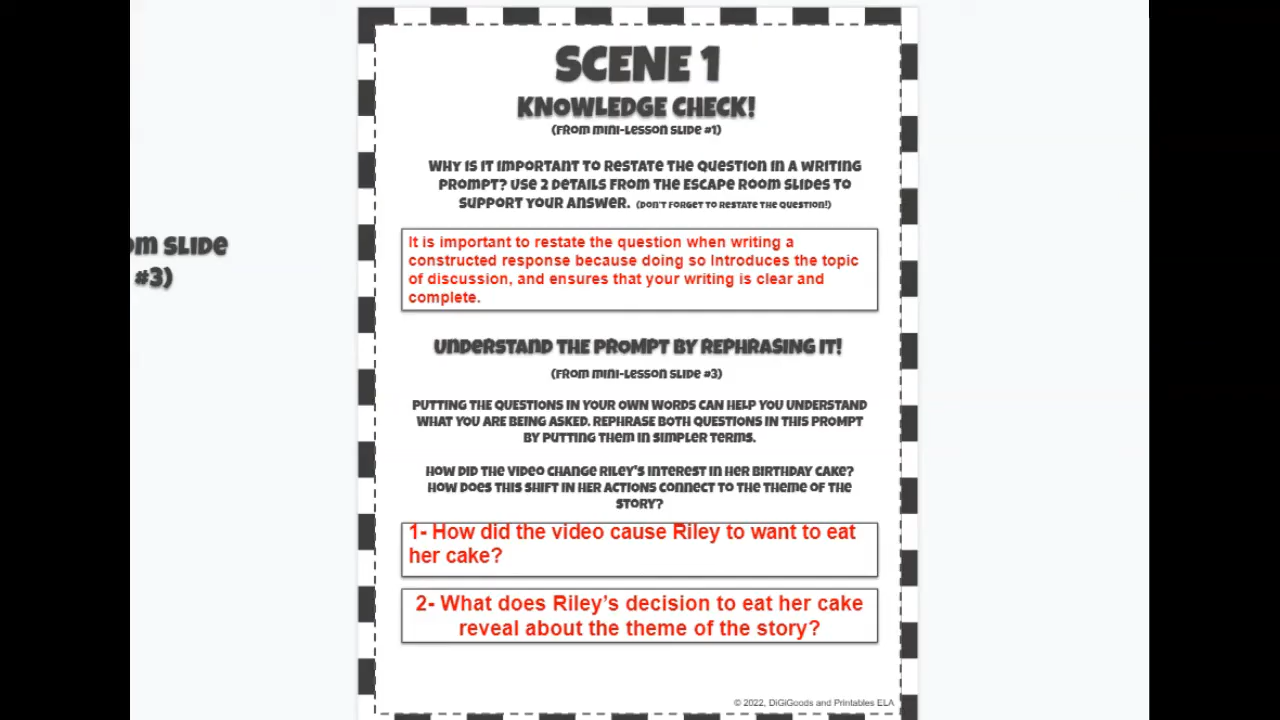 SCENE 1
KNOWLEDGE CHECK!
(FROM MINI-LESSON SLIDE #1)
WHY IS IT IMPORTANT TO RESTATE THE QUESTION IN A WRITING
PROMPT? USE 2 DETAILS FROM THE ESCAPE ROOM SLIDES TO
SUPPORT YOUR ANSWER. (DON'T FORGET TO RESTATE THE QUESTION!)
It is important to restate the question when writing a
constructed response because doing so Introduces the topic
of discussion, and ensures that your writing is clear and
complete.
OM SLIDE
#3)
UNDERSTAND THE PROMPT BY REPHRASING IT!
(FROM MINI-LESSON SLIDE #3)
PUTTING THE QUESTIONS IN YOUR OWN WORDS CAN HELP YOU UNDERSTAND
WHAT YOU ARE BEING ASKED. REPHRASE BOTH QUESTIONS IN THIS PROMPT
BY PUTTING THEM IN SIMPLER TERMS.
HOW DID THE VIDEO CHANGE RILEY'S INTEREST IN HER BIRTHDAY CAKE?
HOW DOES THIS SHIFT IN HER ACTIONS CONNECT TO THE THEME OF THE
STORY?
1- How did the video cause Riley to want to eat
her cake?
2- What does Riley's decision to eat her cake
reveal about the theme of the story?
© 2022, DiGiGoods and Printables ELA